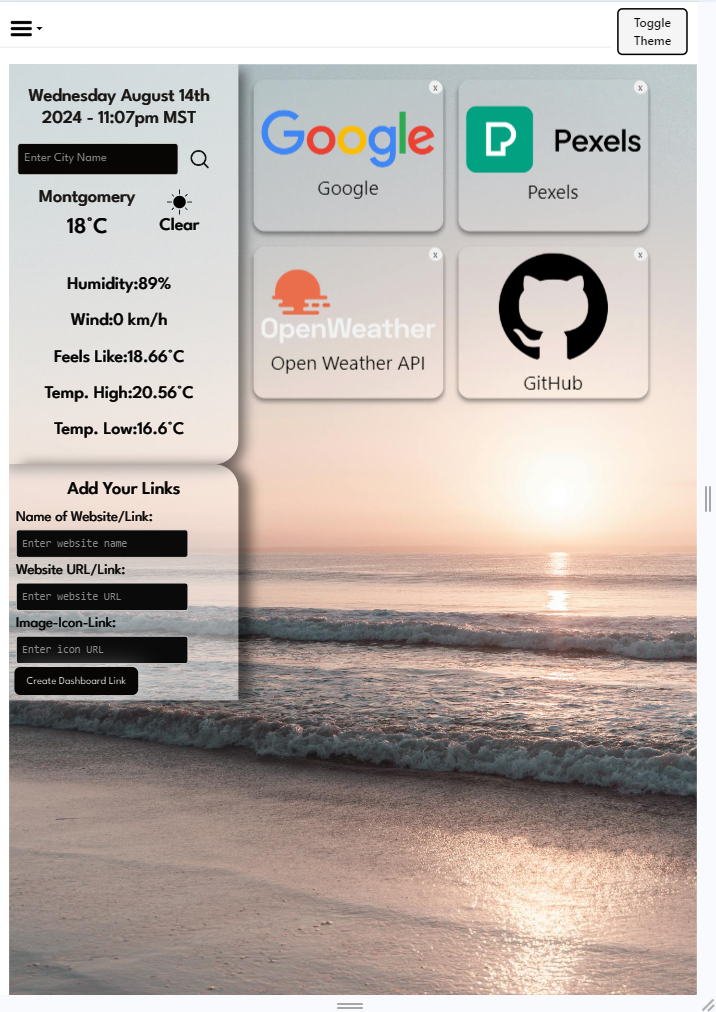 Toggle
Theme
Wednesday August 14th
2024 - 11:07pm MST
Enter City Name
Montgomery
18°C
Clear
Humidity:89%
Wind:0 km/h
Feels Like:18.66°C
Temp. High:20.56°C
Temp. Low:16.6°C
Add Your Links
Name of Website/Link:
Enter website name
Website URL/Link:
Enter website URL
Image-Icon-Link:
Enter icon URL
Create Dashboard Link
x
Google
Google
x
Pexels
Pexels
x
OpenWeather
Open Weather API
x
GitHub